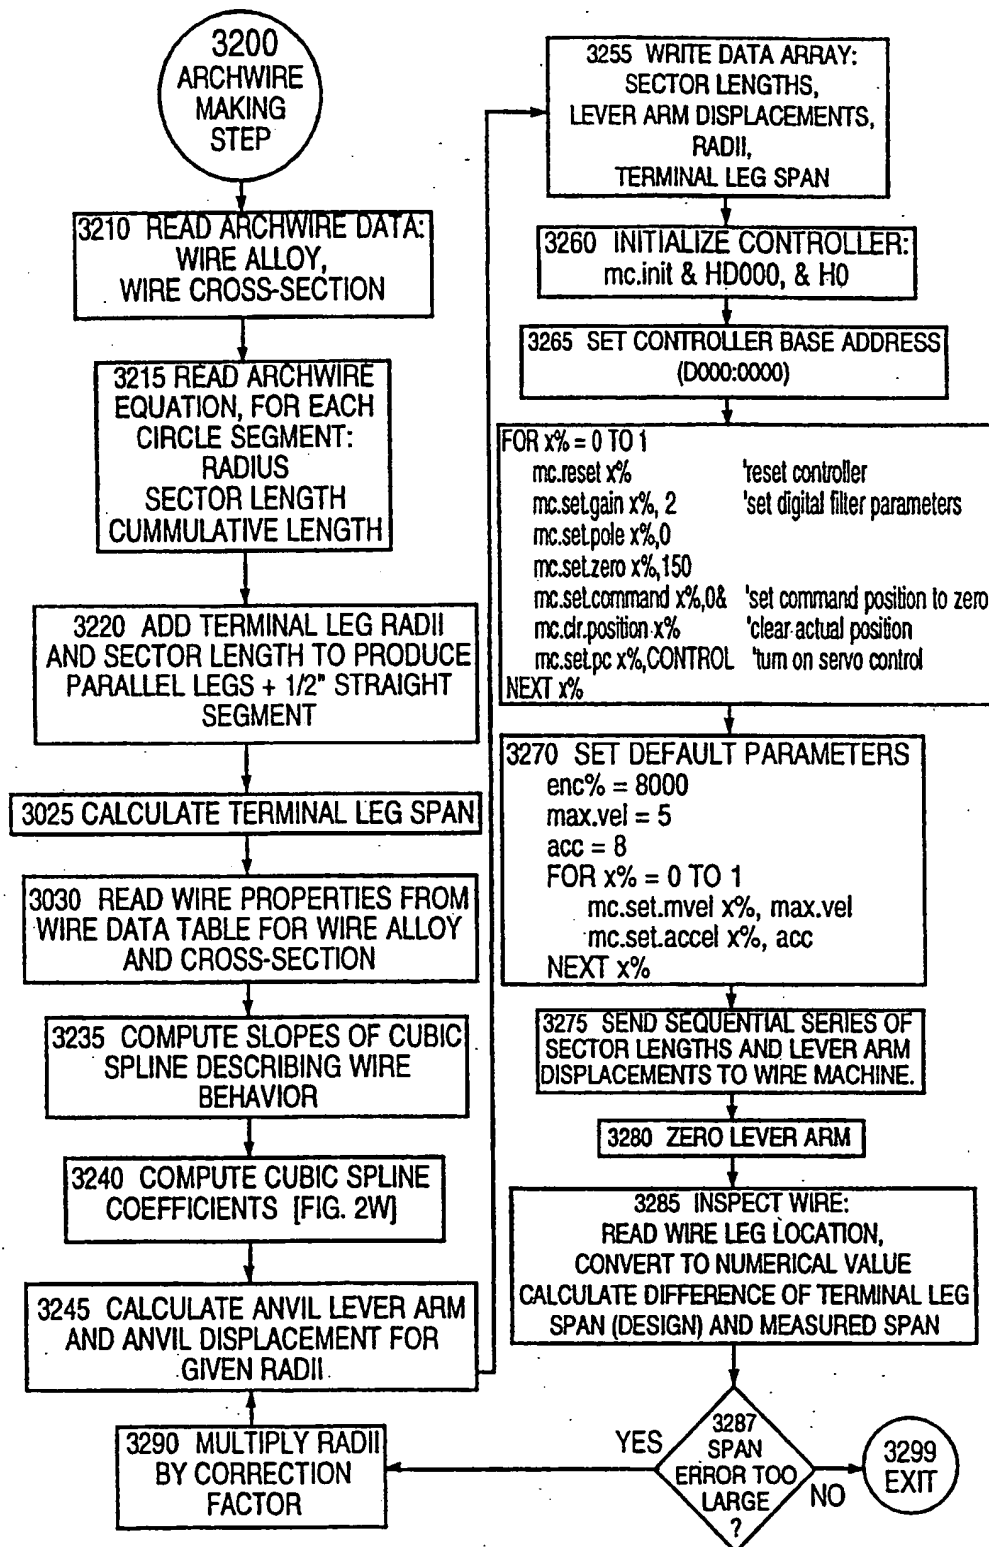 3200
ARCHWIRE
MAKING
STEP
3210 READ ARCHWIRE DATA:
WIRE ALLOY,
WIRE CROSS-SECTION
3215 READ ARCHWIRE
EQUATION, FOR EACH
CIRCLE SEGMENT:
RADIUS
SECTOR LENGTH
CUMMULATIVE LENGTH
3220 ADD TERMINAL LEG RADII
AND SECTOR LENGTH TO PRODUCE
PARALLEL LEGS + 1/2" STRAIGHT
SEGMENT
3025 CALCULATE TERMINAL LEG SPAN
3030 READ WIRE PROPERTIES FROM
WIRE DATA TABLE FOR WIRE ALLOY
AND CROSS-SECTION
3235 COMPUTE SLOPES OF CUBIC
SPLINE DESCRIBING WIRE
BEHAVIOR
3240 COMPUTE CUBIC SPLINE
COEFFICIENTS [FIG. 2W]
3245 CALCULATE ANVIL LEVER ARM
AND ANVIL DISPLACEMENT FOR
GIVEN RADII
3290 MULTIPLY RADII
BY CORRECTION
FACTOR
3255 WRITE DATA ARRAY:
SECTOR LENGTHS,
LEVER ARM DISPLACEMENTS,
RADII,
TERMINAL LEG SPAN
3260 INITIALIZE CONTROLLER:
mc.init & HD000, & H0
3265 SET CONTROLLER BASE ADDRESS
(D000:0000)
FOR x% = 0 TO 1
mc.reset x% 'reset controller
mc.set.gain x%, 2 'set digital filter parameters
mc.set.pole x%,0
mc.set.zero x%,150
mc.set.command x%,0& 'set command position to zero
mc.clr.position x% 'clear actual position
mc.set.pc x%,CONTROL 'turn on servo control
NEXT x%
3270 SET DEFAULT PARAMETERS
enc% = 8000
max.vel = 5
acc = 8
FOR x% = 0 TO 1
mc.set.mvel x%, max.vel
mc.set.accel x%, acc
NEXT x%
3275 SEND SEQUENTIAL SERIES OF
SECTOR LENGTHS AND LEVER ARM
DISPLACEMENTS TO WIRE MACHINE.
3280 ZERO LEVER ARM
3285 INSPECT WIRE:
READ WIRE LEG LOCATION,
CONVERT TO NUMERICAL VALUE
CALCULATE DIFFERENCE OF TERMINAL LEG
SPAN (DESIGN) AND MEASURED SPAN
3287
SPAN
ERROR TOO
LARGE
?
YES
NO
3299
EXIT